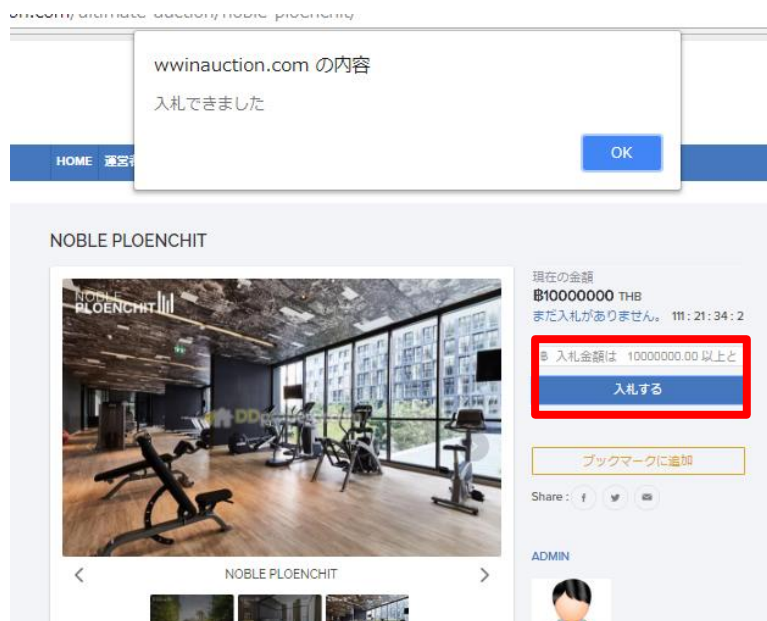 wwinauction.com の内容
入札できました
OK
HOME
NOBLE PLOENCHIT
NOBLE
PLOENCHIT
DDproperty
現在の金額
฿10000000 THB
まだ入札がありません。 111 : 21 : 34 : 2
฿ 入札金額は 10000000.00 以上と
入札する
ブックマークに追加
Share :
ADMIN
NOBLE PLOENCHIT